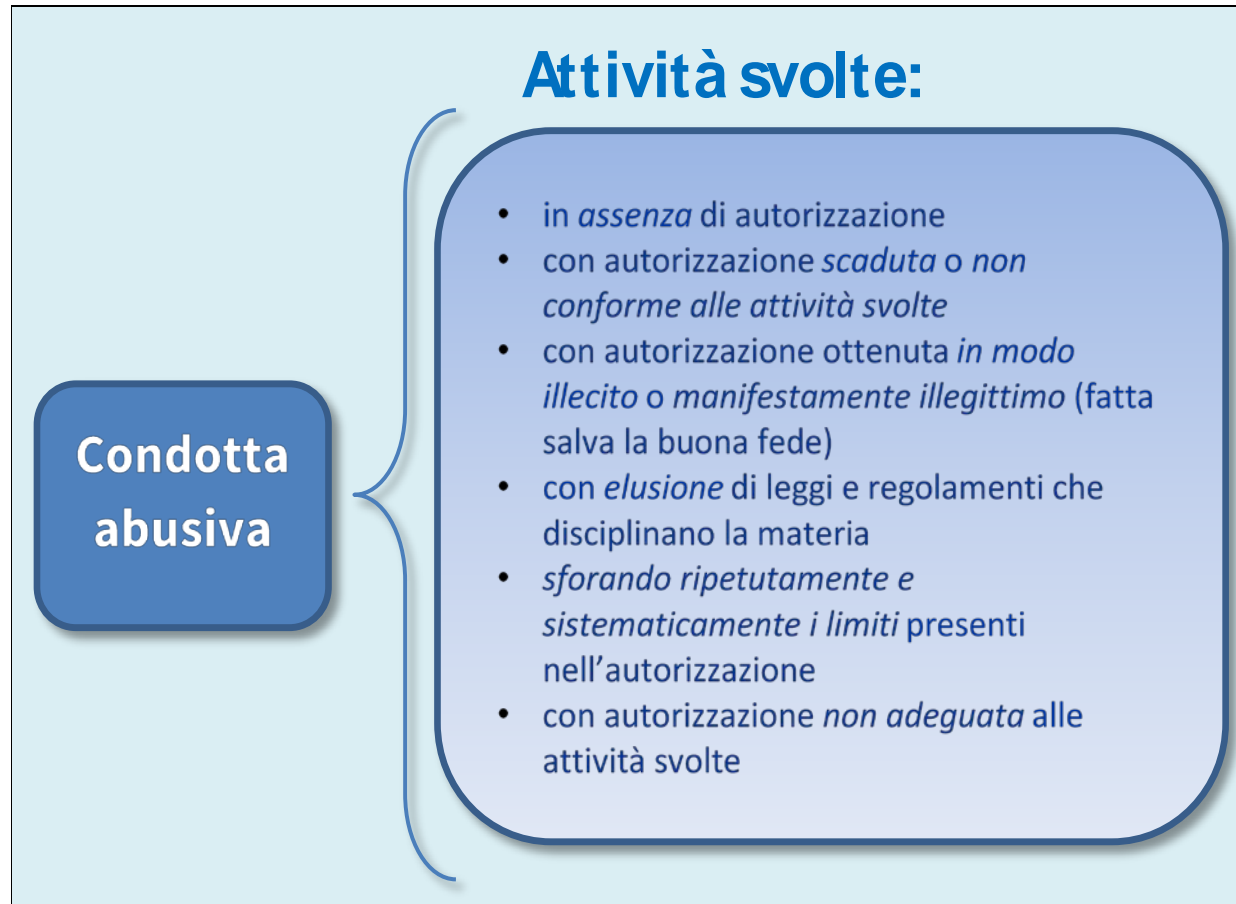 Attività svolte:
Condotta
abusiva
• in assenza di autorizzazione
• con autorizzazione scaduta o non
conforme alle attività svolte
• con autorizzazione ottenuta in modo
illecito o manifestamente illegittimo (fatta
salva la buona fede)
• con elusione di leggi e regolamenti che
disciplinano la materia
• sforando ripetutamente e
sistematicamente i limiti presenti
nell’autorizzazione
• con autorizzazione non adeguata alle
attività svolte